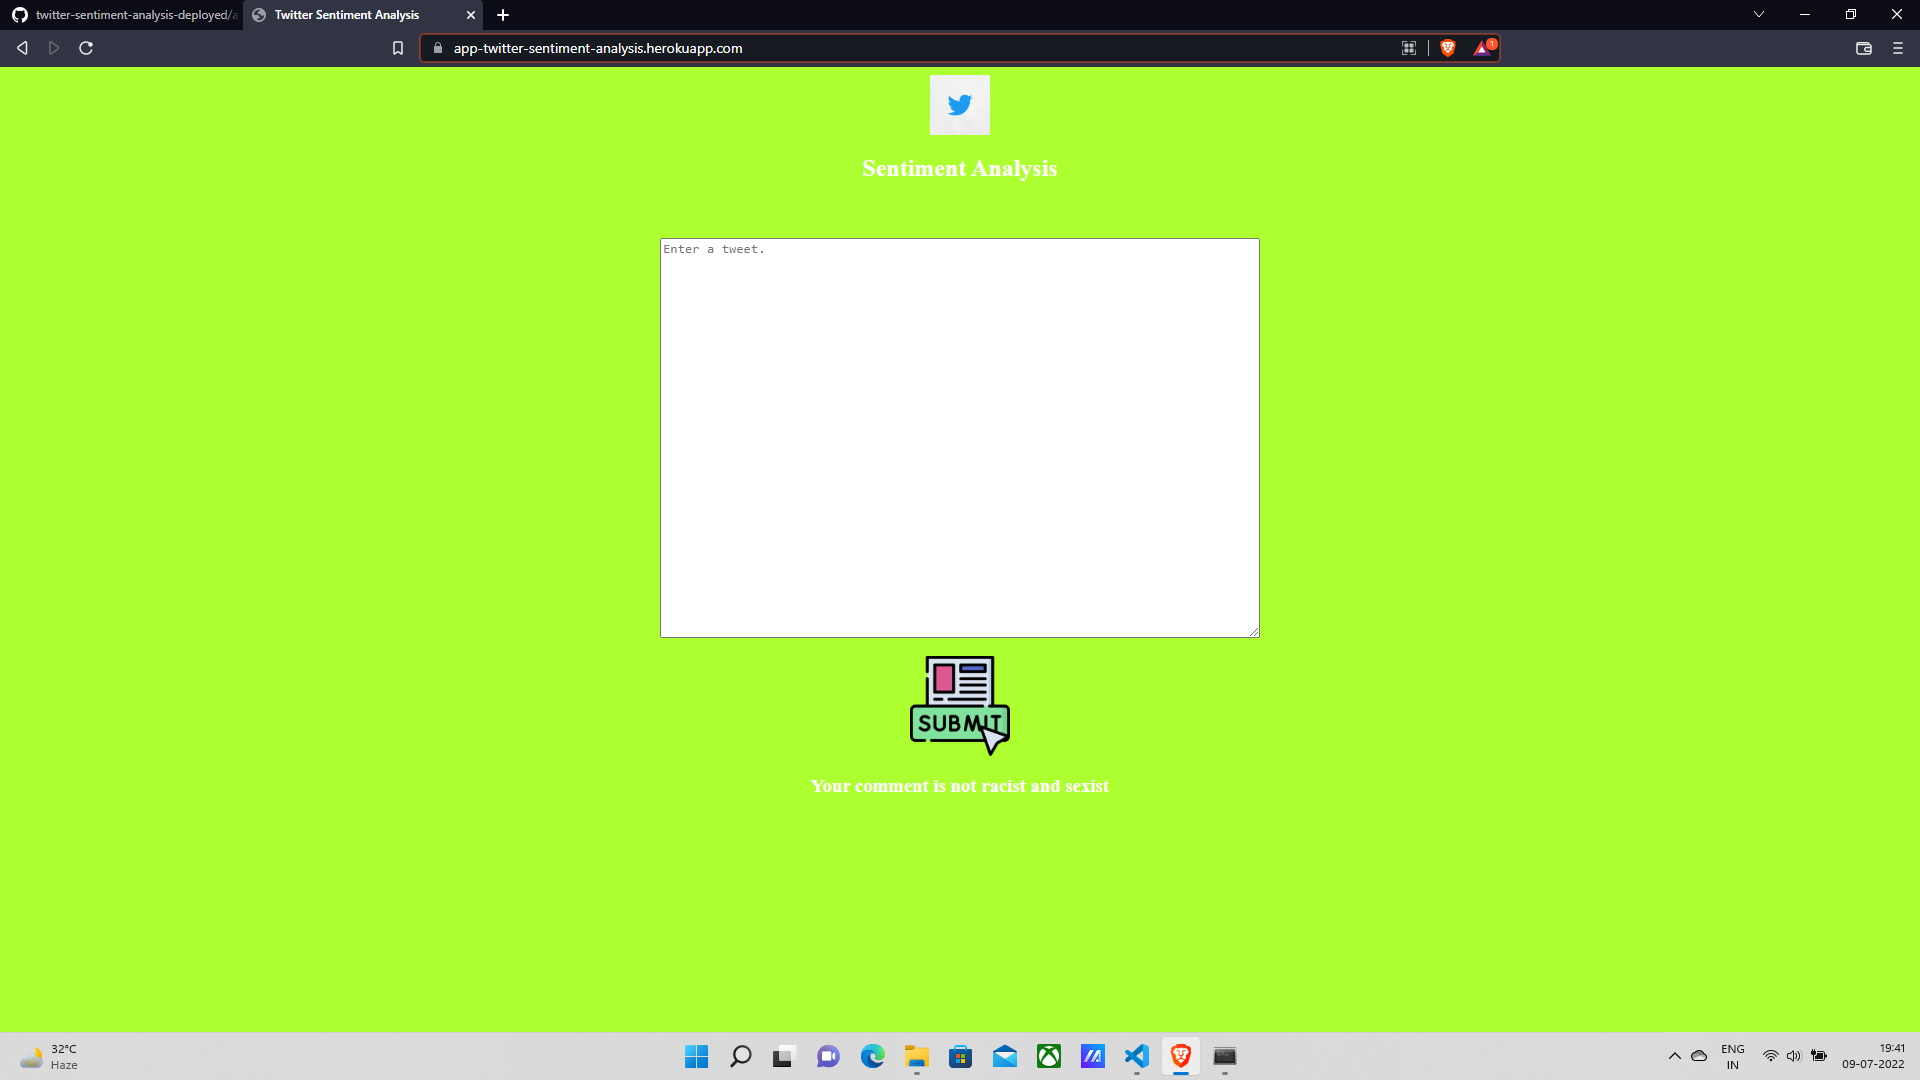 twitter-sentiment-analysis-deployed/a
Twitter Sentiment Analysis
app-twitter-sentiment-analysis.herokuapp.com
1
Sentiment Analysis
Enter a tweet.
SUBMIT
Your comment is not racist and sexist
32°C
Haze
ENG
IN
19:41
09-07-2022